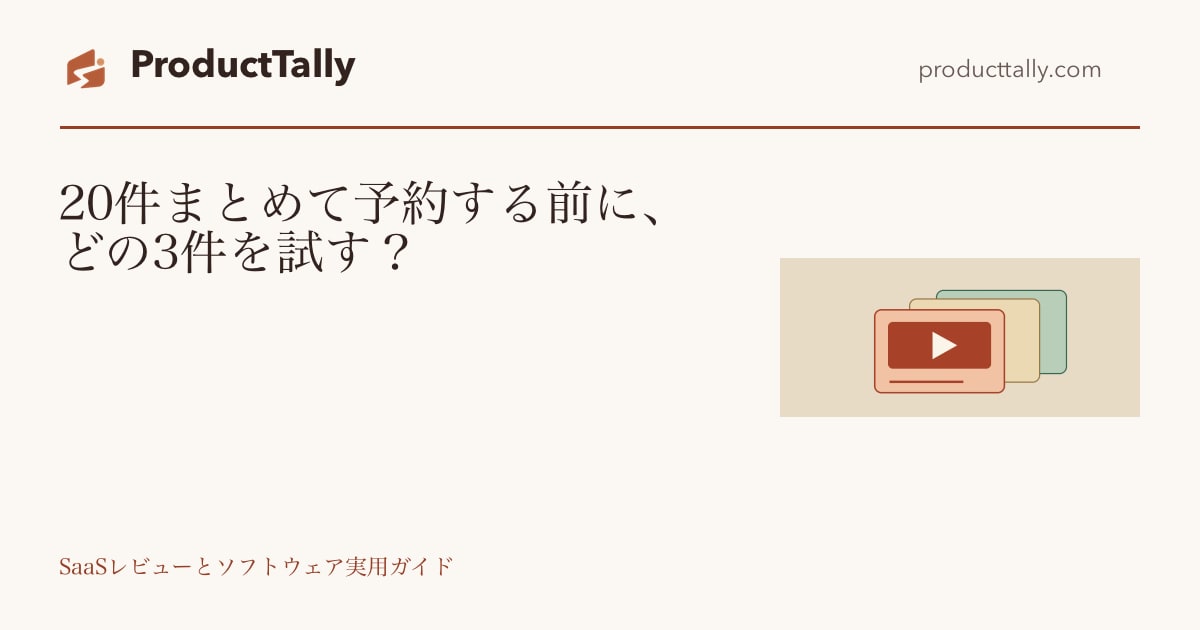 ProductTally
producttally.com
20件まとめて予約する前に、
どの3件を試す？
SaaSレビューとソフトウェア実用ガイド